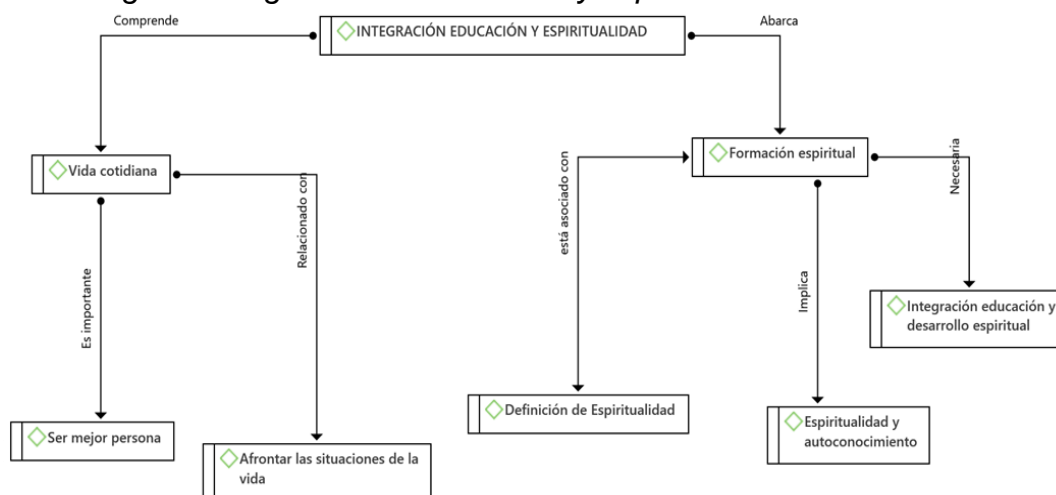 Comprende
INTEGRACIÓN EDUCACIÓN Y ESPIRITUALIDAD
Abarca
Vida cotidiana
Formación espiritual
Relacionado con
está asociado con
Necesaria
Es importante
Implica
Integración educación y
desarrollo espiritual
Definición de Espiritualidad
Espiritualidad y
autoconocimiento
Ser mejor persona
Afrontar las situaciones de la
vida